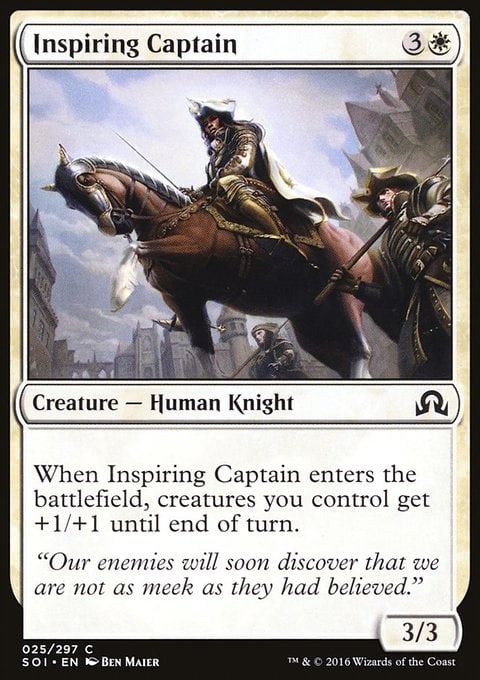 Inspiring Captain 3
Creature — Human Knight
When Inspiring Captain enters the
battlefield, creatures you control get
+1/+1 until end of turn.
“Our enemies will soon discover that we
are not as meek as they had believed.”
3/3
025/297 C
SOI • EN Ben Maier
™ & © 2016 Wizards of the Coast